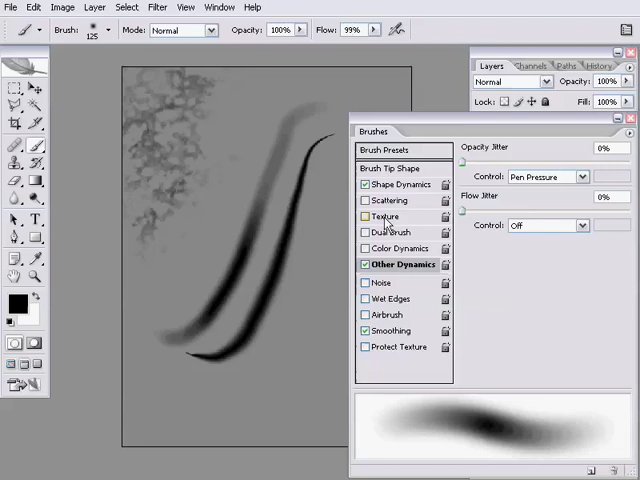 File Edit Image Layer Select Filter View Window Help
Brush: 125 Mode: Normal Opacity: 100% Flow: 99%
Layers Channels Paths History
Normal Opacity: 100%
Lock: Fill: 100%
Brushes
Brush Presets
Brush Tip Shape
Shape Dynamics
Scattering
Texture
Dual Brush
Color Dynamics
Other Dynamics
Noise
Wet Edges
Airbrush
Smoothing
Protect Texture
Opacity Jitter 0%
Control: Pen Pressure
Flow Jitter 0%
Control: Off